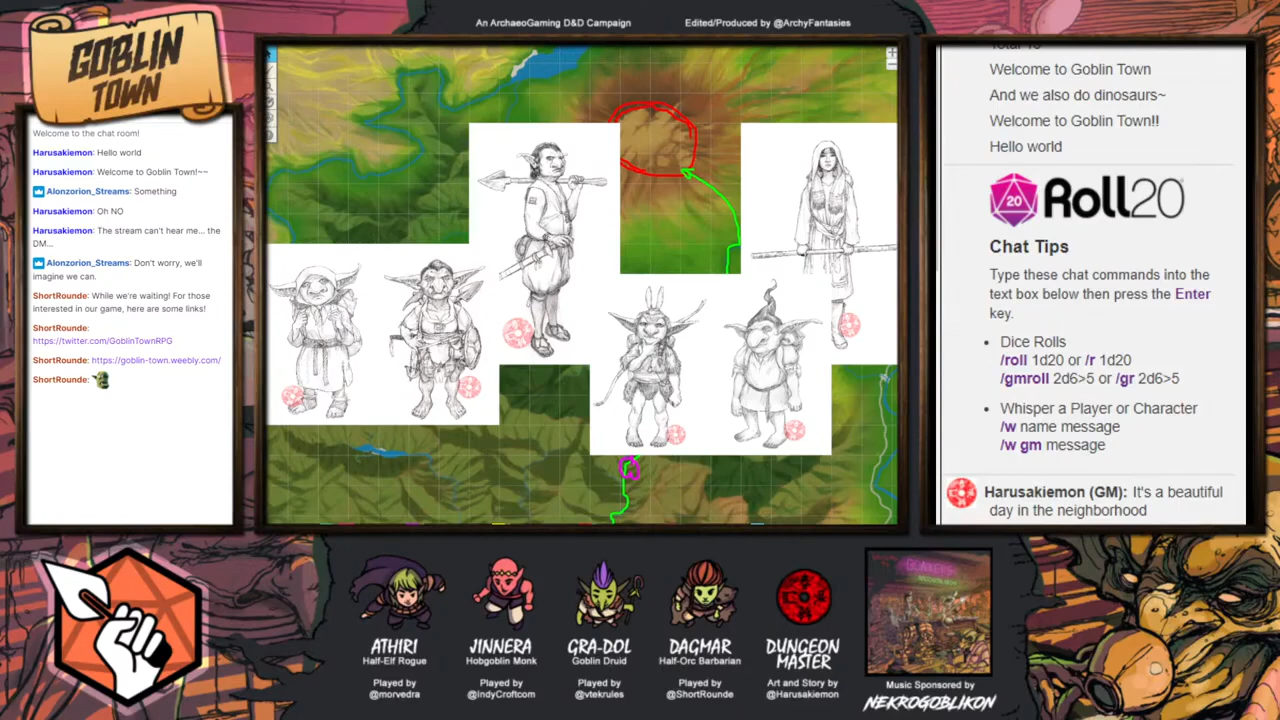 An ArchaeoGaming D&D Campaign
Edited/Produced by @ArchyFantasies
GOBLIN
TOWN
Welcome to the chat room!
Harusakiemon: Hello world
Harusakiemon: Welcome to Goblin Town!~~
Alonzorion_Streams: Something
Harusakiemon: Oh NO
Harusakiemon: The stream can't hear me... the
DM...
Alonzorion_Streams: Don't worry, we'll
imagine we can.
ShortRounde: While we're waiting! For those
interested in our game, here are some links!
ShortRounde:
https://twitter.com/GoblinTownRPG
ShortRounde: https://goblin-town.weebly.com/
ShortRounde:
Welcome to Goblin Town
And we also do dinosaurs~
Welcome to Goblin Town!!
Hello world
20
Roll20
Chat Tips
Type these chat commands into the
text box below then press the Enter
key.
• Dice Rolls
/roll 1d20 or /r 1d20
/gmroll 2d6>5 or /gr 2d6>5
• Whisper a Player or Character
/w name message
/w gm message
Harusakiemon (GM): It's a beautiful
day in the neighborhood
ATHIRI
Half-Elf Rogue
Played by
@morvedra
JINNERA
Hobgoblin Monk
Played by
@IndyCroftcom
GRA-DOL
Goblin Druid
Played by
@vtekrules
DAGMAR
Half-Orc Barbarian
Played by
@ShortRounde
DUNGEON
MASTER
Art and Story by
@Harusakiemon
Music Sponsored by
NEKROGOBLIKON